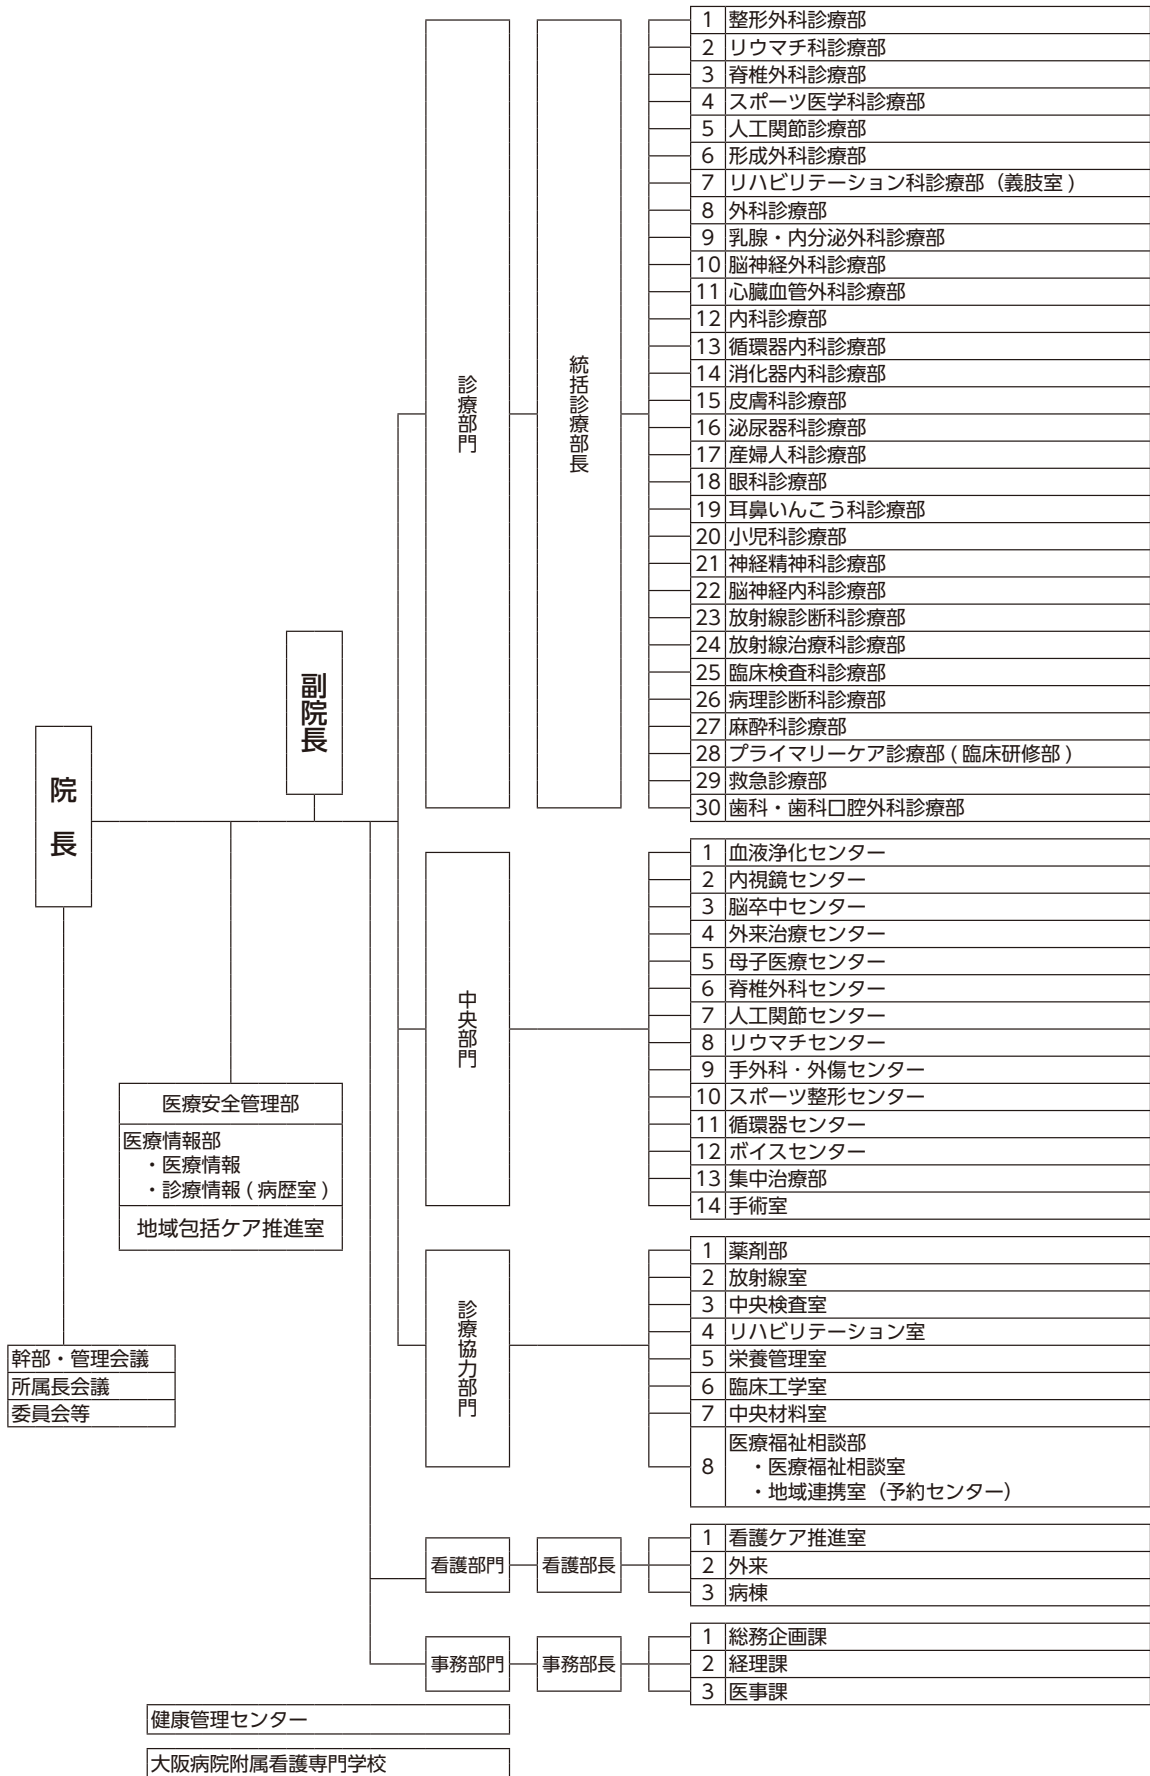 院長
副院長
医療安全管理部
医療情報部
・医療情報
・診療情報 ( 病歴室 )
地域包括ケア推進室
幹部・管理会議
所属長会議
委員会等
診療部門
統括診療部長
1 整形外科診療部
2 リウマチ科診療部
3 脊椎外科診療部
4 スポーツ医学科診療部
5 人工関節診療部
6 形成外科診療部
7 リハビリテーション科診療部（義肢室 )
8 外科診療部
9 乳腺・内分泌外科診療部
10 脳神経外科診療部
11 心臓血管外科診療部
12 内科診療部
13 循環器内科診療部
14 消化器内科診療部
15 皮膚科診療部
16 泌尿器科診療部
17 産婦人科診療部
18 眼科診療部
19 耳鼻いんこう科診療部
20 小児科診療部
21 神経精神科診療部
22 脳神経内科診療部
23 放射線診断科診療部
24 放射線治療科診療部
25 臨床検査科診療部
26 病理診断科診療部
27 麻酔科診療部
28 プライマリーケア診療部 ( 臨床研修部 )
29 救急診療部
30 歯科・歯科口腔外科診療部
中央部門
1 血液浄化センター
2 内視鏡センター
3 脳卒中センター
4 外来治療センター
5 母子医療センター
6 脊椎外科センター
7 人工関節センター
8 リウマチセンター
9 手外科・外傷センター
10 スポーツ整形センター
11 循環器センター
12 ボイスセンター
13 集中治療部
14 手術室
診療協力部門
1 薬剤部
2 放射線室
3 中央検査室
4 リハビリテーション室
5 栄養管理室
6 臨床工学室
7 中央材料室
8 医療福祉相談部
・医療福祉相談室
・地域連携室（予約センター）
看護部門
看護部長
1 看護ケア推進室
2 外来
3 病棟
事務部門
事務部長
1 総務企画課
2 経理課
3 医事課
健康管理センター
大阪病院附属看護専門学校